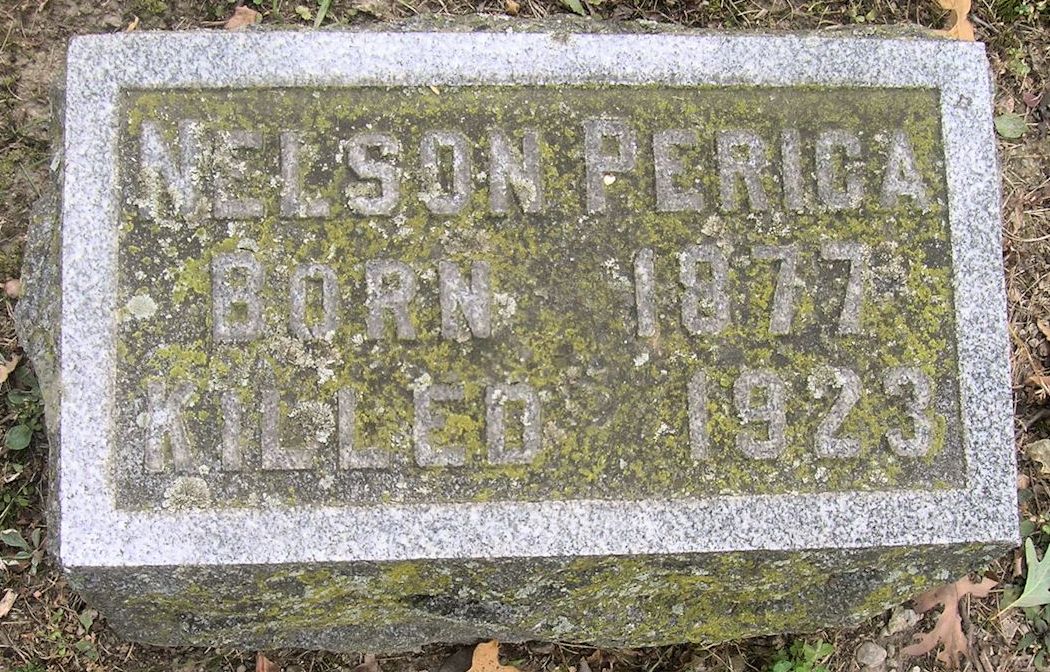 NELSON PERICA
BORN 1877
KILLED 1923